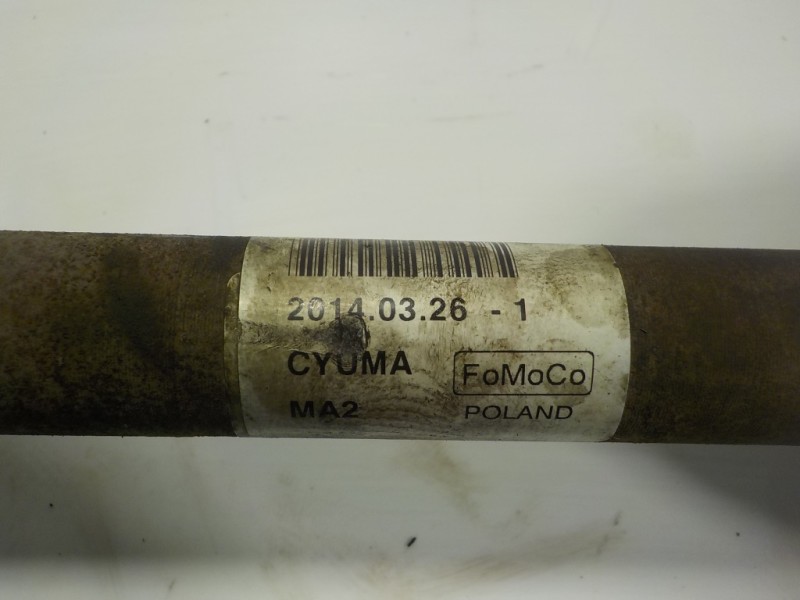 2014.03.26 - 1
CYUMA FoMoCo
MA2 POLAND